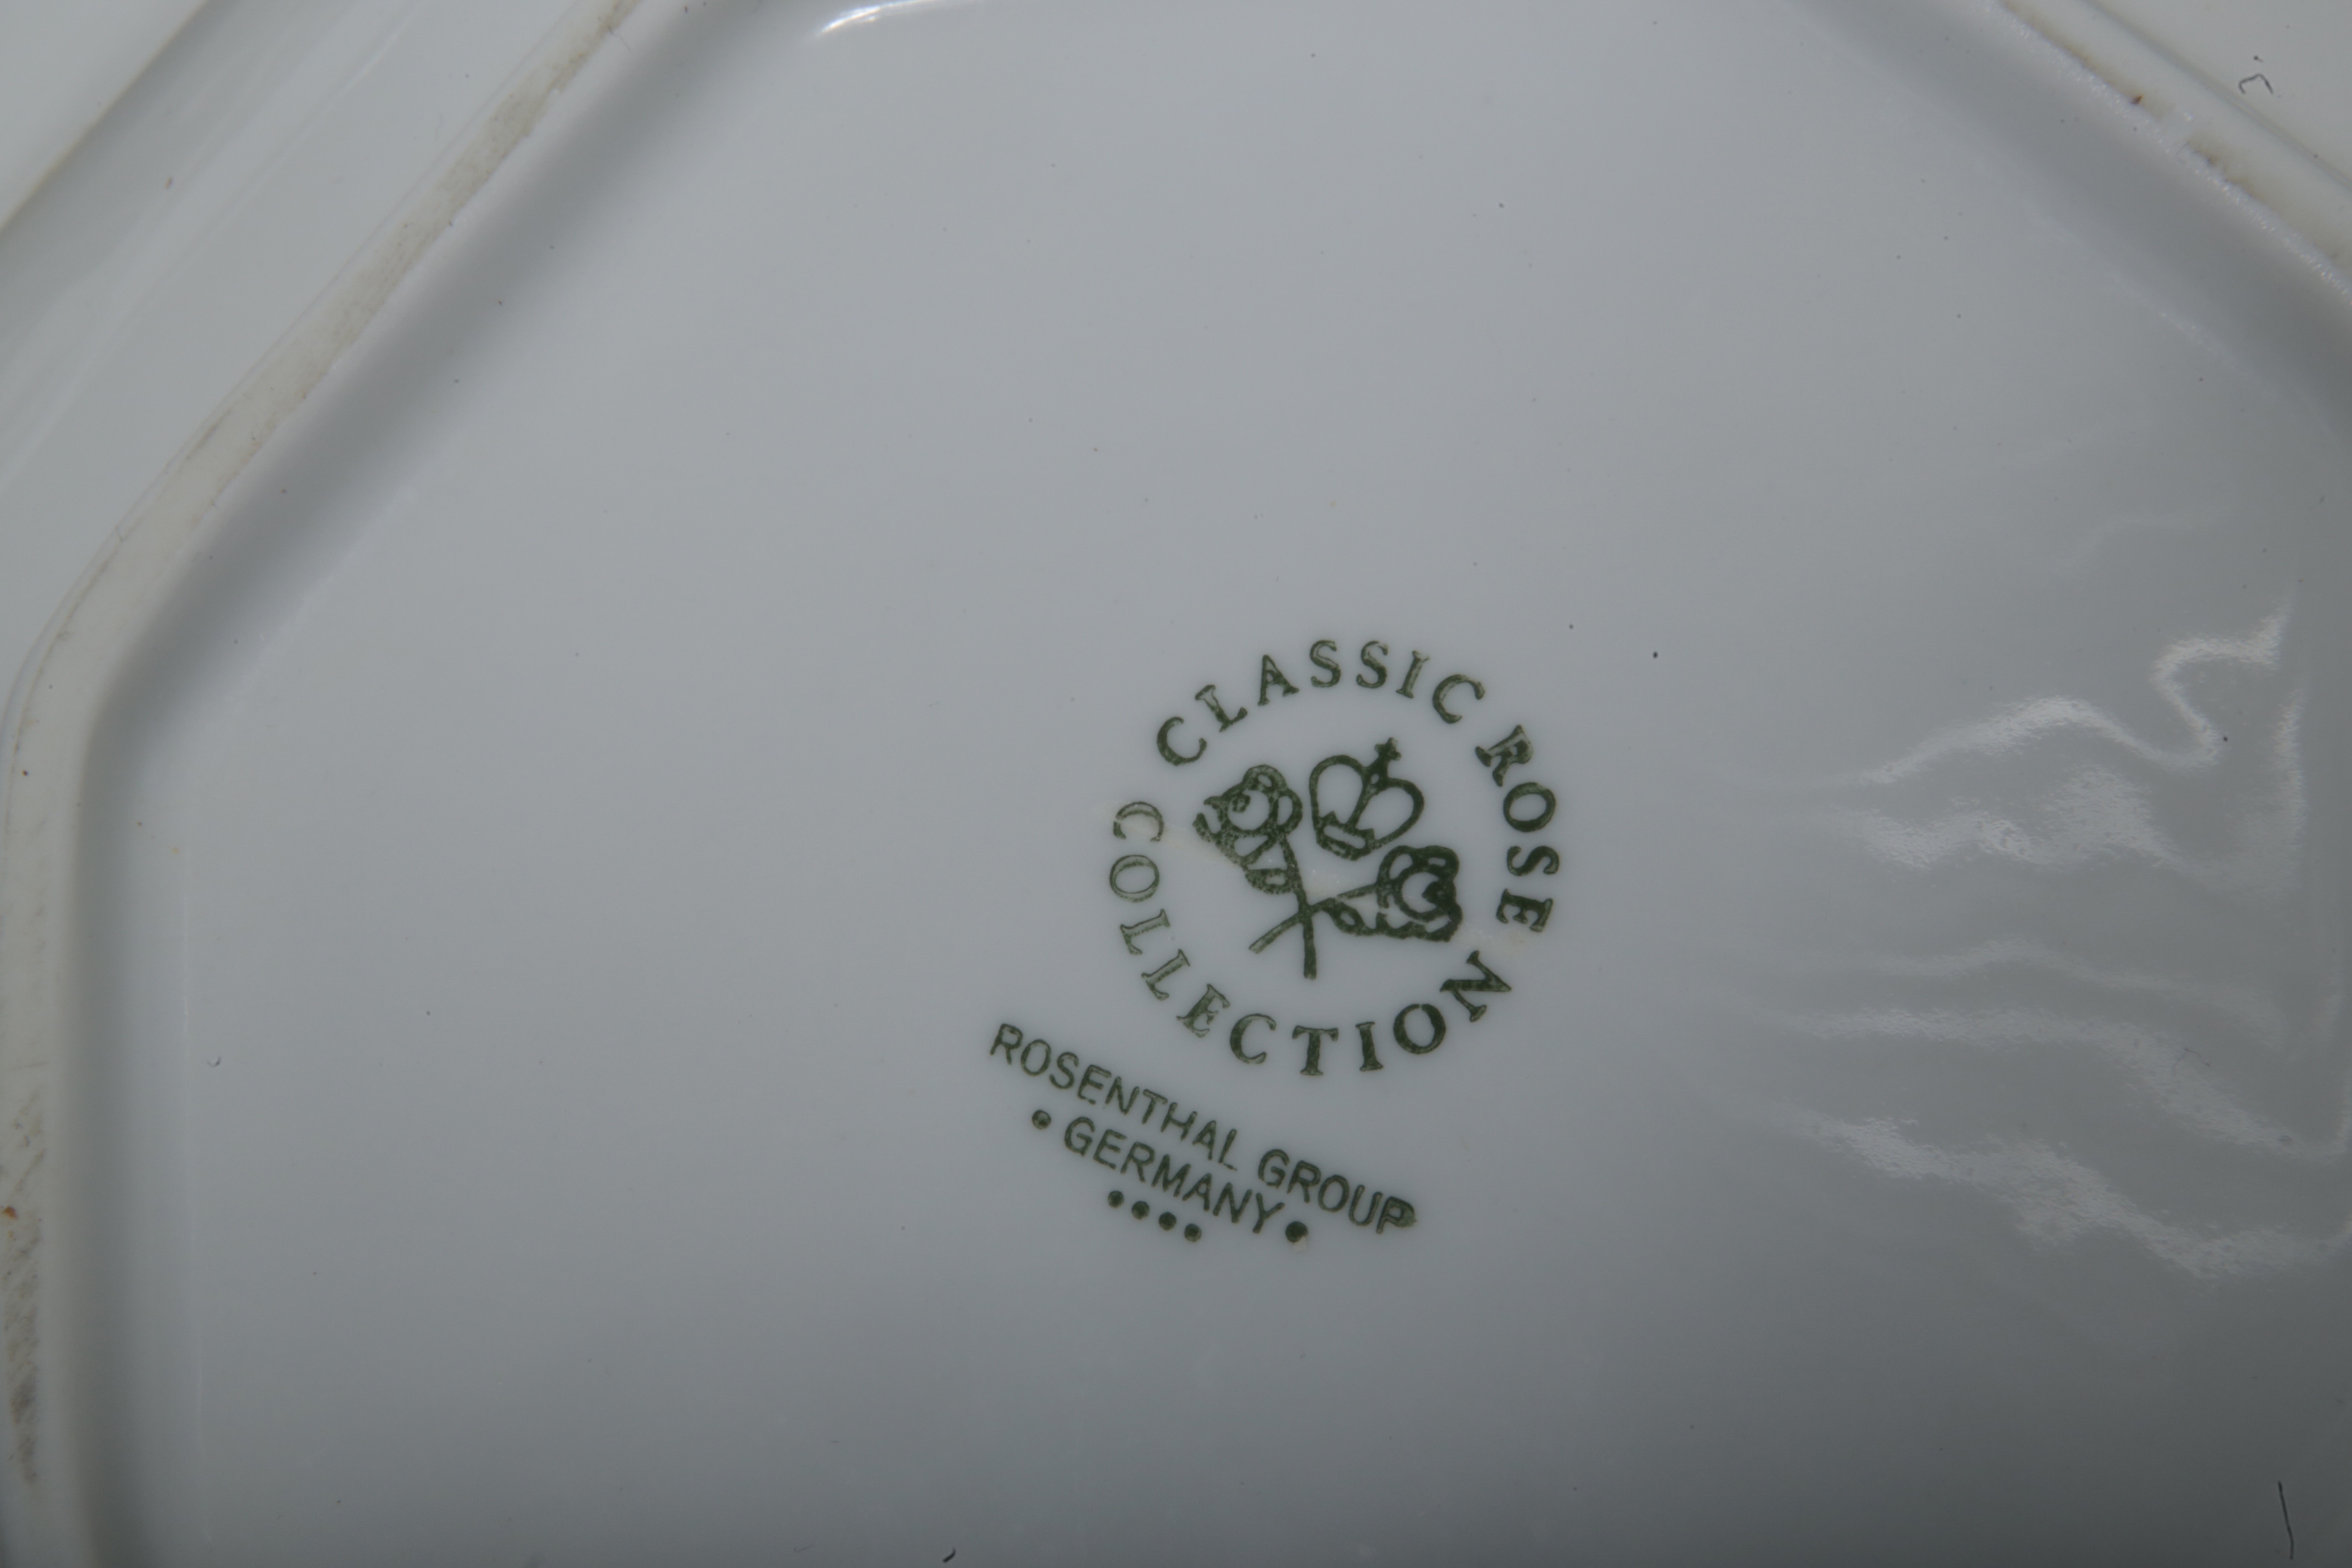 CLASSIC ROSE
COLLECTION
ROSENTHAL GROUP
• GERMANY •
••••